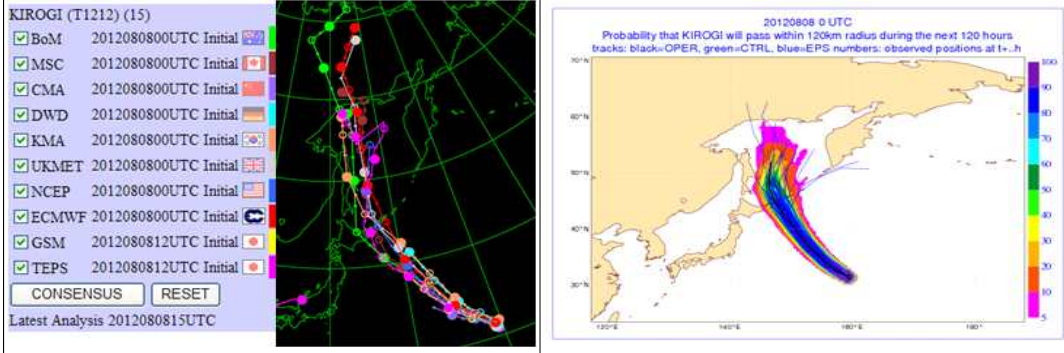 KIROGI (T1212) (15)
BoM 2012080800UTC Initial
MSC 2012080800UTC Initial
CMA 2012080800UTC Initial
DWD 2012080800UTC Initial
KMA 2012080800UTC Initial
UKMET 2012080800UTC Initial
NCEP 2012080800UTC Initial
ECMWF 2012080800UTC Initial
GSM 2012080812UTC Initial
TEPS 2012080812UTC Initial
CONSENSUS RESET
Latest Analysis 2012080815UTC
20120808 0 UTC
Probability that KIROGI will pass within 120km radius during the next 120 hours
tracks: black=OPER, green=CTRL, blue=EPS numbers: observed positions at t+..h
70°N
60°N
50°N
40°N
30°N
120°E
140°E
160°E
180°
100
90
80
70
60
50
40
30
20
10
5